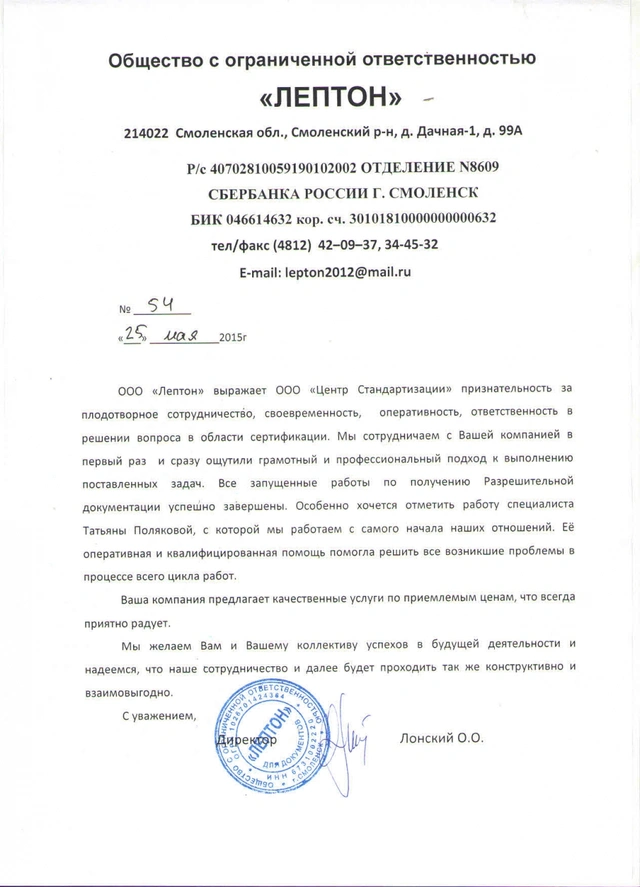 Общество с ограниченной ответственностью
«ЛЕПТОН»
214022 Смоленская обл., Смоленский р-н, д. Дачная-1, д. 99А
Р/с 40702810059190102002 ОТДЕЛЕНИЕ N8609
СБЕРБАНКА РОССИИ Г. СМОЛЕНСК
БИК 046614632 кор. сч. 30101810000000000632
тел/факс (4812) 42–09–37, 34-45-32
E-mail: lepton2012@mail.ru
№ 54
«25» мая 2015г
ООО «Лептон» выражает ООО «Центр Стандартизации» признательность за
плодотворное сотрудничество, своевременность, оперативность, ответственность в
решении вопроса в области сертификации. Мы сотрудничаем с Вашей компанией в
первый раз и сразу ощутили грамотный и профессиональный подход к выполнению
поставленных задач. Все запущенные работы по получению Разрешительной
документации успешно завершены. Особенно хочется отметить работу специалиста
Татьяны Поляковой, с которой мы работаем с самого начала наших отношений. Её
оперативная и квалифицированная помощь помогла решить все возникшие проблемы в
процессе всего цикла работ.
Ваша компания предлагает качественные услуги по приемлемым ценам, что всегда
приятно радует.
Мы желаем Вам и Вашему коллективу успехов в будущей деятельности и
надеемся, что наше сотрудничество и далее будет проходить так же конструктивно и
взаимовыгодно.
С уважением,
Директор Лонский О.О.
ОБЩЕСТВО С ОГРАНИЧЕННОЙ ОТВЕТСТВЕННОСТЬЮ
г. СМОЛЕНСК
«ЛЕПТОН»
ДЛЯ ДОКУМЕНТОВ